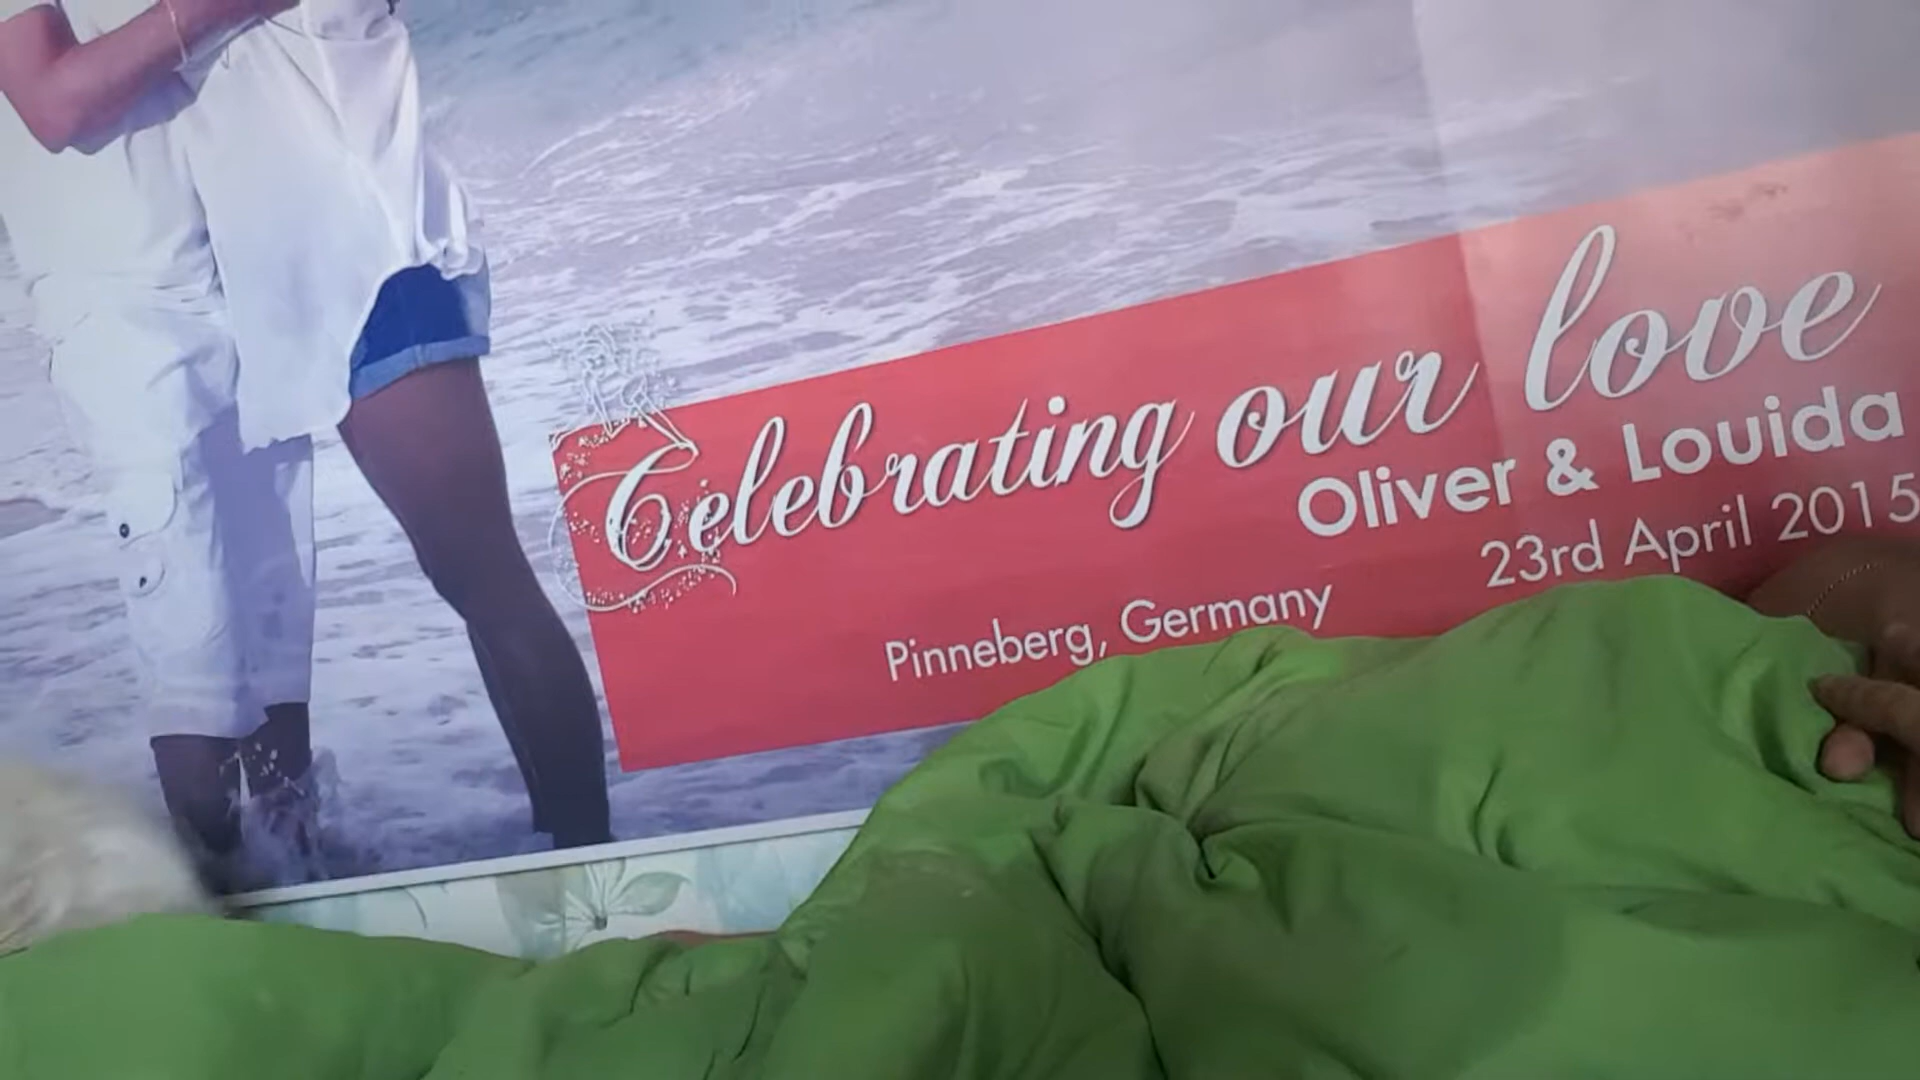 Celebrating our love
Oliver & Louida
23rd April 2015
Pinneberg, Germany